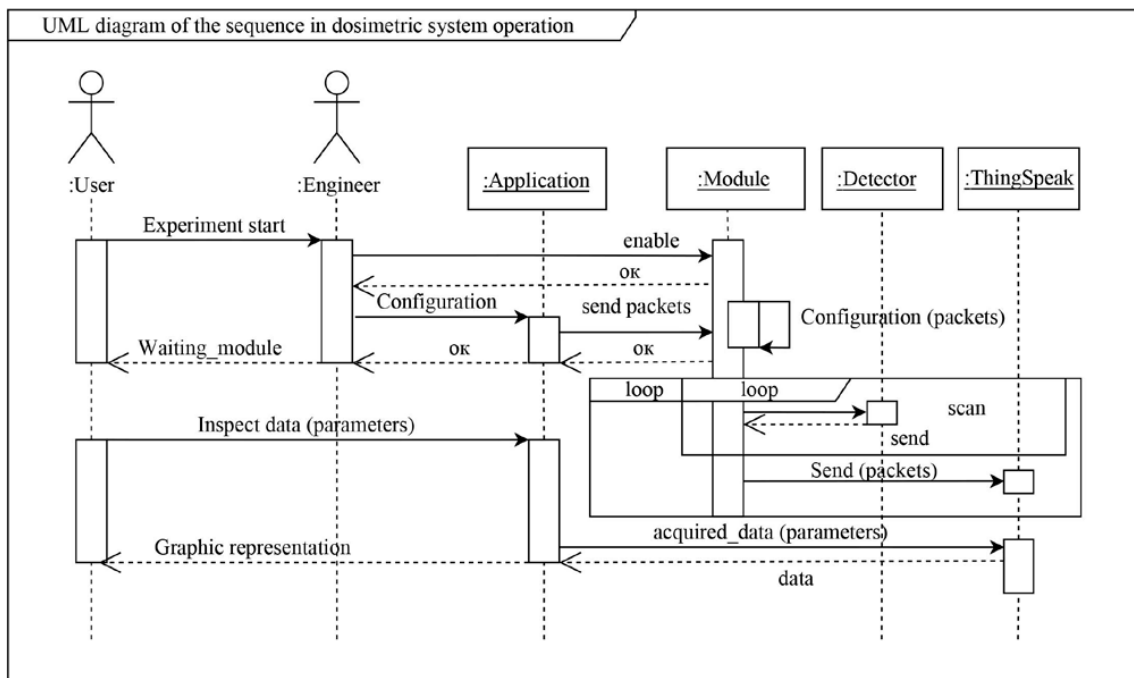 UML diagram of the sequence in dosimetric system operation
:User
:Engineer
:Application
:Module
:Detector
:ThingSpeak
Experiment start
enable
ок
Configuration
send packets
Configuration (packets)
Waiting_module
ок
ок
loop
loop
scan
send
Inspect data (parameters)
Send (packets)
acquired_data (parameters)
Graphic representation
data